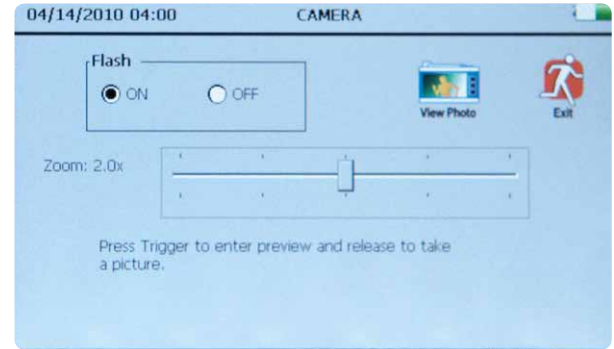 04/14/2010 04:00 CAMERA
Flash
ON OFF
View Photo Exit
Zoom: 2.0x
Press Trigger to enter preview and release to take
a picture.